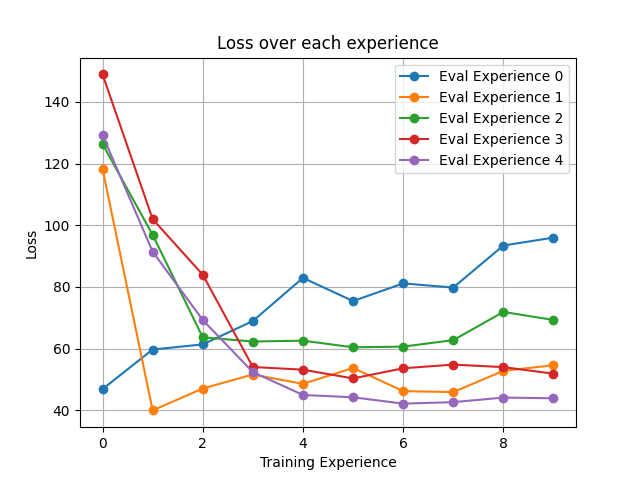 Loss over each experience
Eval Experience 0
Eval Experience 1
Eval Experience 2
Eval Experience 3
Eval Experience 4
Loss
140
120
100
80
60
40
0 2 4 6 8
Training Experience